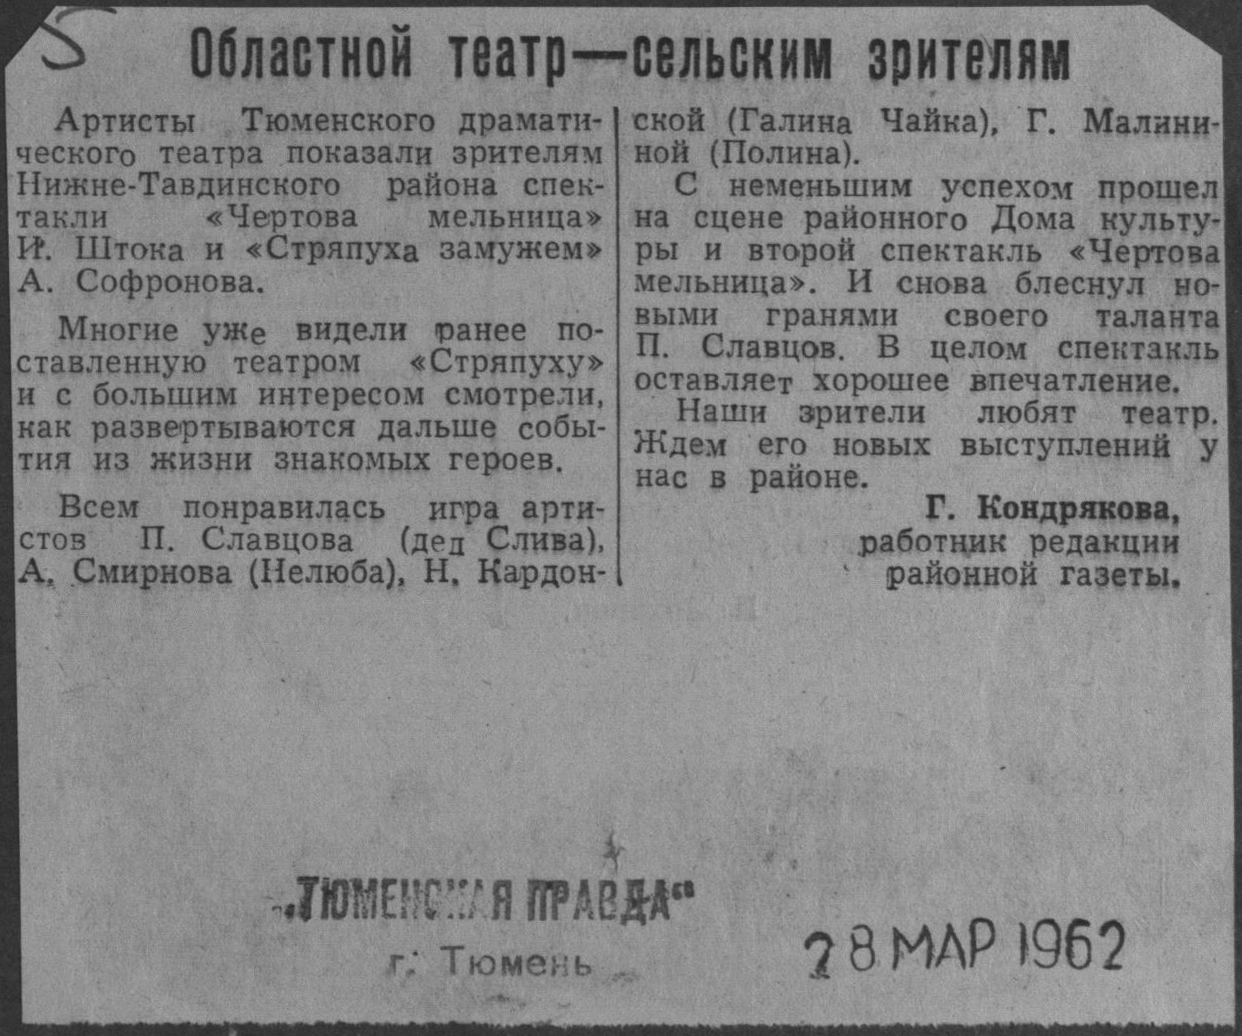 S
Областной театр—сельским зрителям
Артисты Тюменского драмати-
ческого театра показали зрителям
Нижне-Тавдинского района спек-
такли «Чертова мельница»
И. Штока и «Стряпуха замужем»
А. Софронова.
Многие уже видели ранее по-
ставленную театром «Стряпуху»
и с большим интересом смотрели,
как развертываются дальше собы-
тия из жизни знакомых героев.
Всем понравилась игра арти-
стов П. Славцова (дед Слива),
А. Смирнова (Нелюба), Н. Кардон-
ской (Галина Чайка), Г. Малини-
ной (Полина).
С неменьшим успехом прошел
на сцене районного Дома культу-
ры и второй спектакль «Чертова
мельница». И снова блеснул но-
выми гранями своего таланта
П. Славцов. В целом спектакль
оставляет хорошее впечатление.
Наши зрители любят театр.
Ждем его новых выступлений у
нас в районе.
Г. Кондрякова,
работник редакции
районной газеты.
„ТЮМЕНСКАЯ ПРАВДА“
г. Тюмень
28 МАР 1962